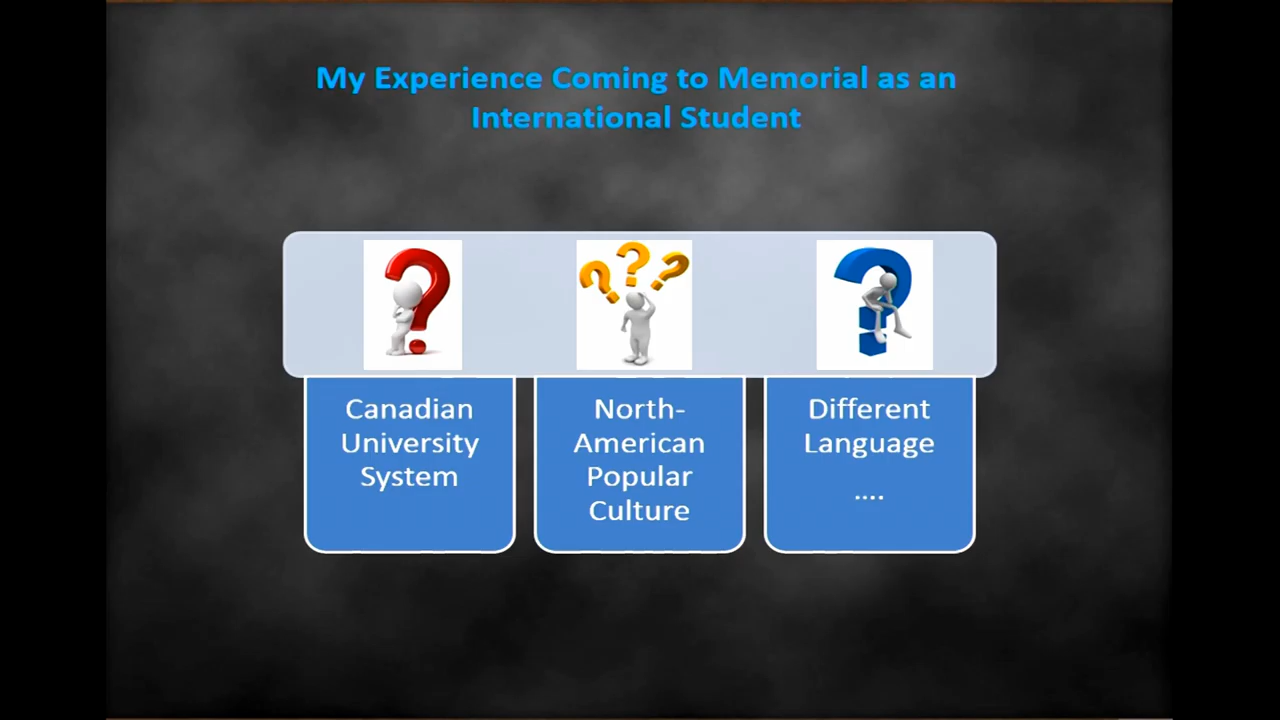 My Experience Coming to Memorial as an
International Student
Canadian
University
System
North-
American
Popular
Culture
Different
Language
....